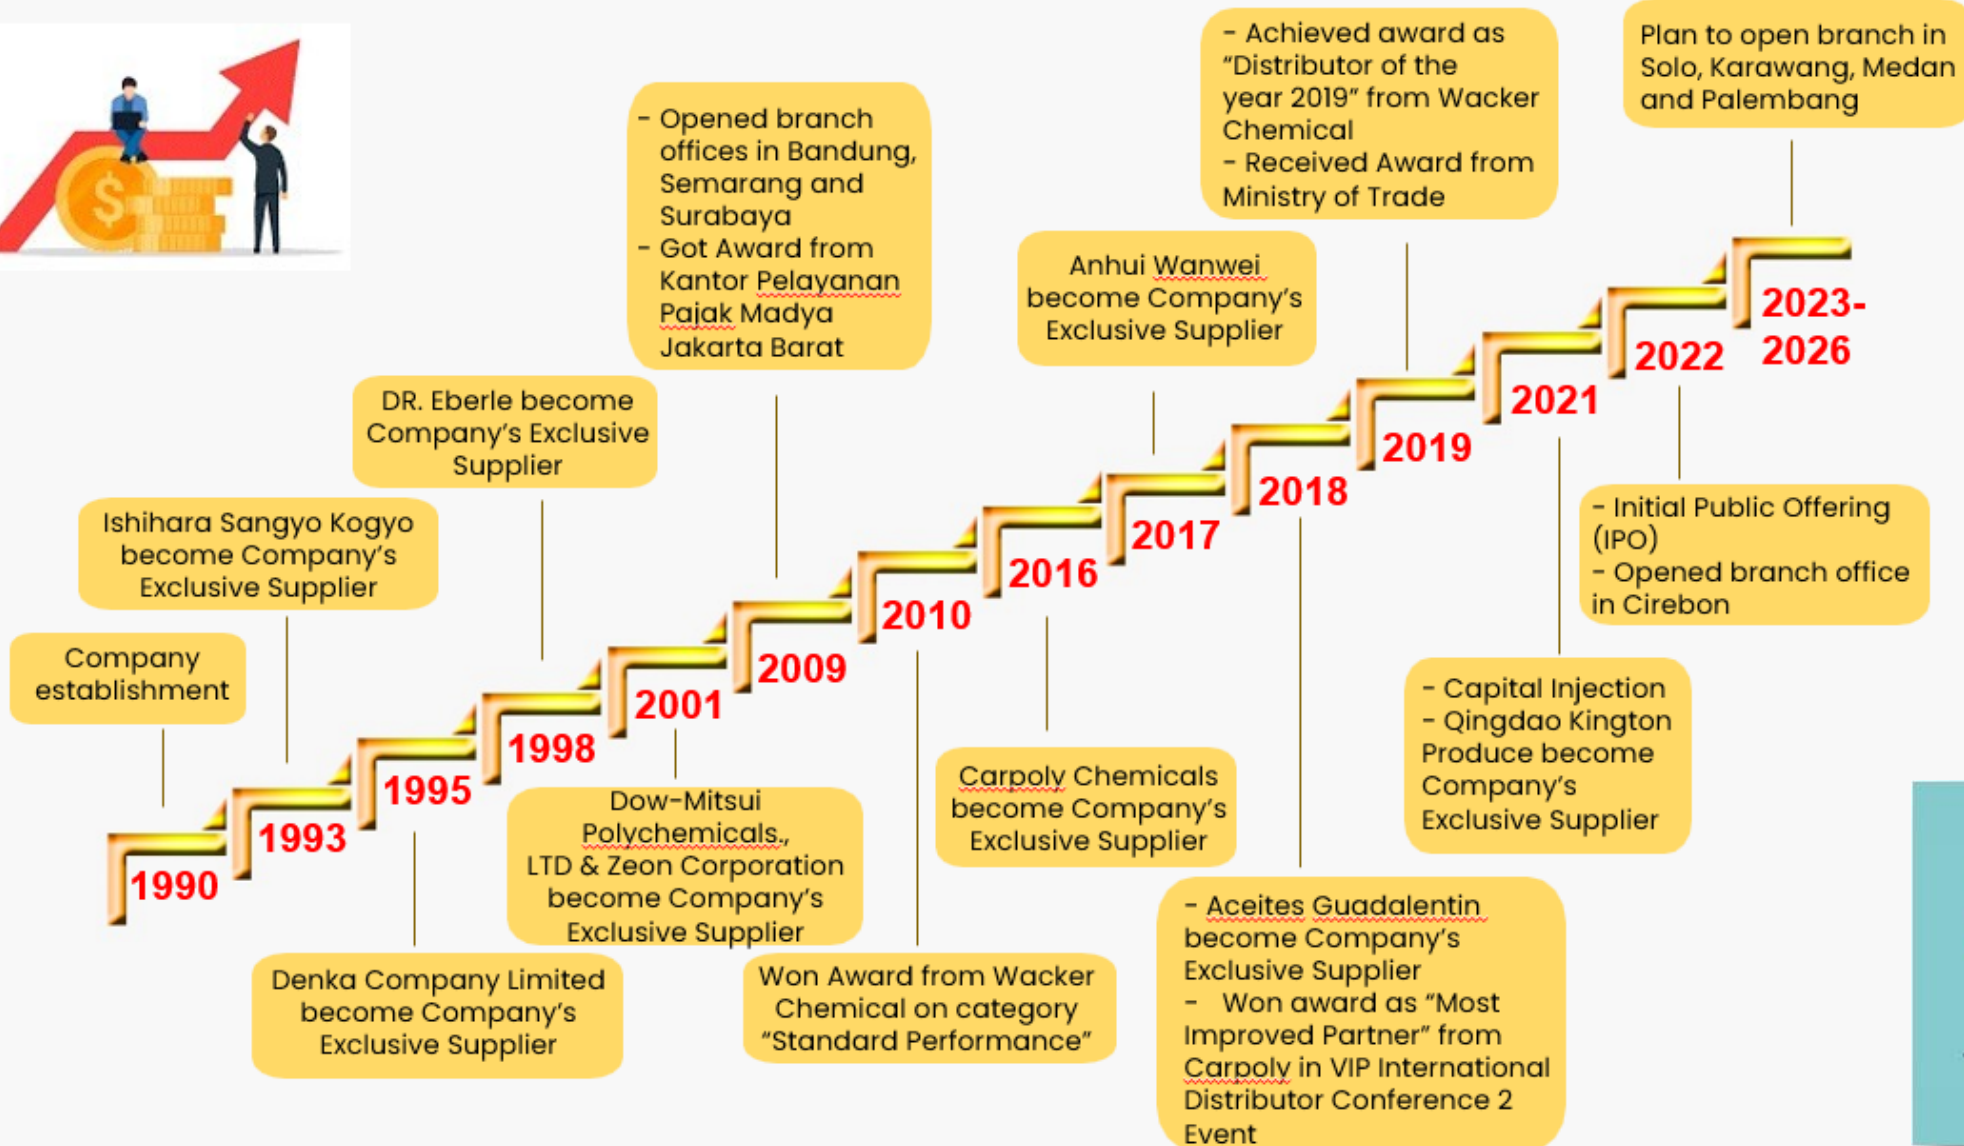 Company
establishment
1990
Ishihara Sangyo Kogyo
become Company's
Exclusive Supplier
1993
1995
Denka Company Limited
become Company's
Exclusive Supplier
DR. Eberle become
Company's Exclusive
Supplier
1998
2001
Dow-Mitsui
Polychemicals.,
LTD & Zeon Corporation
become Company's
Exclusive Supplier
- Opened branch
offices in Bandung,
Semarang and
Surabaya
- Got Award from
Kantor Pelayanan
Pajak Madya
Jakarta Barat
2009
2010
Won Award from Wacker
Chemical on category
"Standard Performance"
2016
Carpoly Chemicals
become Company's
Exclusive Supplier
Anhui Wanwei
become Company's
Exclusive Supplier
2017
2018
- Aceites Guadalentin
become Company's
Exclusive Supplier
- Won award as "Most
Improved Partner" from
Carpoly in VIP International
Distributor Conference 2
Event
- Achieved award as
"Distributor of the
year 2019" from Wacker
Chemical
- Received Award from
Ministry of Trade
2019
2021
- Capital Injection
- Qingdao Kington
Produce become
Company's
Exclusive Supplier
2022
- Initial Public Offering
(IPO)
- Opened branch office
in Cirebon
Plan to open branch in
Solo, Karawang, Medan
and Palembang
2023-
2026
$